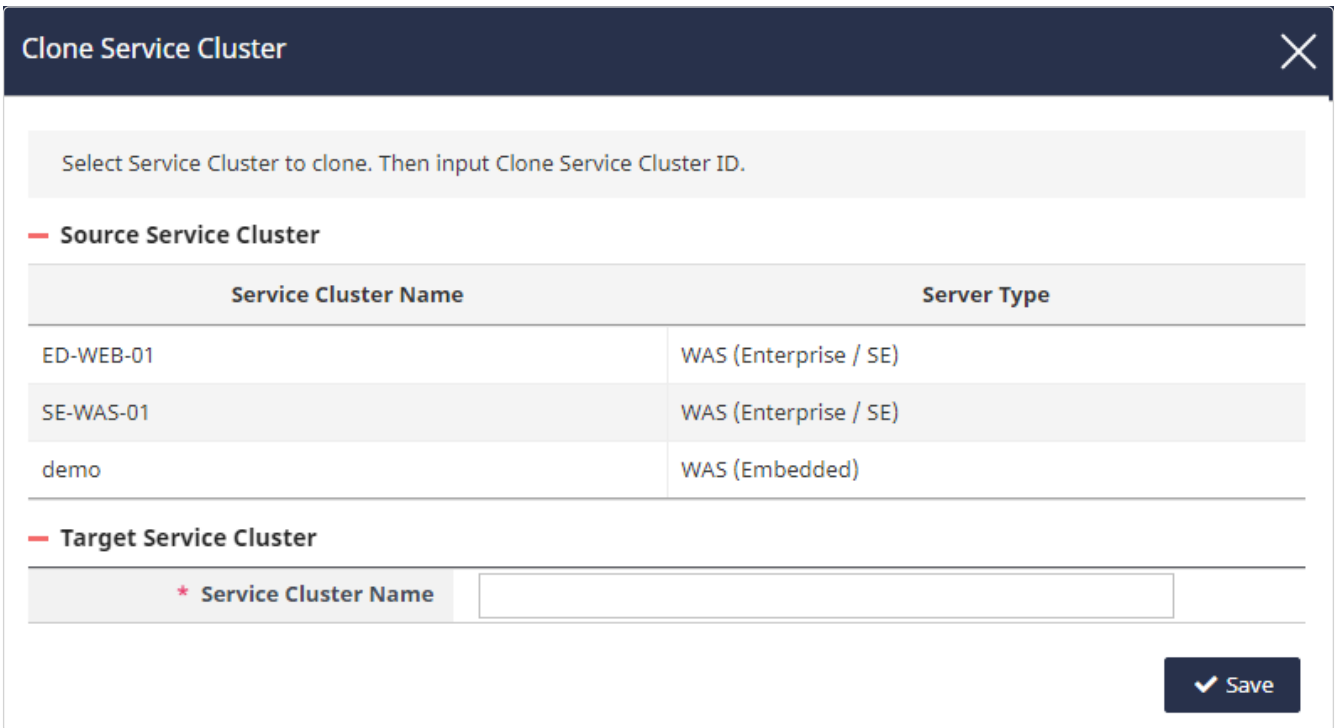 Clone Service Cluster
Select Service Cluster to clone. Then input Clone Service Cluster ID.
Source Service Cluster
Service Cluster Name Server Type
ED-WEB-01 WAS (Enterprise / SE)
SE-WAS-01 WAS (Enterprise / SE)
demo WAS (Embedded)
Target Service Cluster
* Service Cluster Name
Save